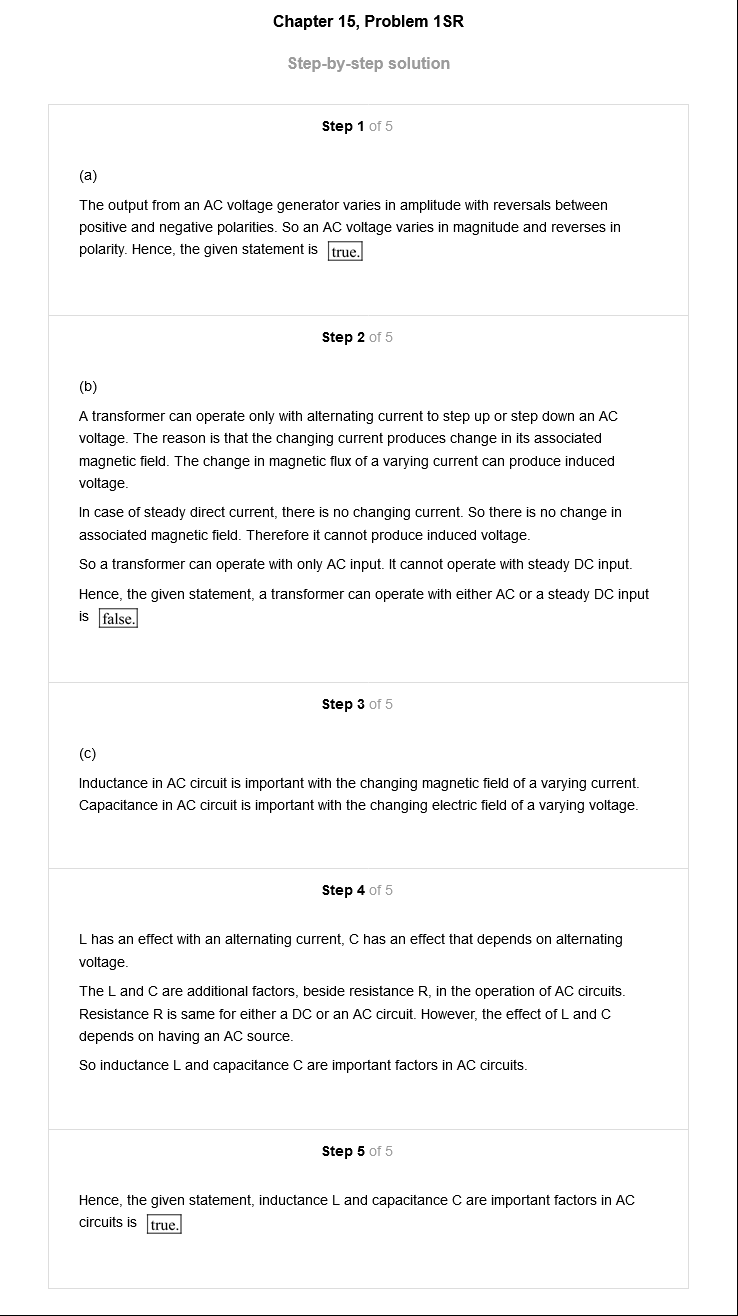 Chapter 15, Problem 1SR
Step-by-step solution
Step 1 of 5
(a)
The output from an AC voltage generator varies in amplitude with reversals between
positive and negative polarities. So an AC voltage varies in magnitude and reverses in
polarity. Hence, the given statement is true.
Step 2 of 5
(b)
A transformer can operate only with alternating current to step up or step down an AC
voltage. The reason is that the changing current produces change in its associated
magnetic field. The change in magnetic flux of a varying current can produce induced
voltage.
In case of steady direct current, there is no changing current. So there is no change in
associated magnetic field. Therefore it cannot produce induced voltage.
So a transformer can operate with only AC input. It cannot operate with steady DC input.
Hence, the given statement, a transformer can operate with either AC or a steady DC input
is false.
Step 3 of 5
(c)
Inductance in AC circuit is important with the changing magnetic field of a varying current.
Capacitance in AC circuit is important with the changing electric field of a varying voltage.
Step 4 of 5
L has an effect with an alternating current, C has an effect that depends on alternating
voltage.
The L and C are additional factors, beside resistance R, in the operation of AC circuits.
Resistance R is same for either a DC or an AC circuit. However, the effect of L and C
depends on having an AC source.
So inductance L and capacitance C are important factors in AC circuits.
Step 5 of 5
Hence, the given statement, inductance L and capacitance C are important factors in AC
circuits is true.